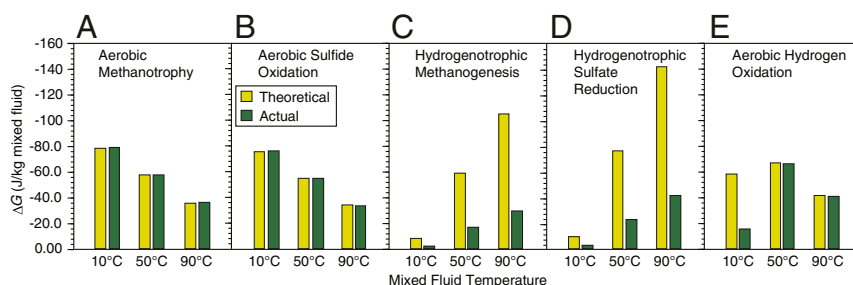 A B C D E
Aerobic Methanotrophy
Aerobic Sulfide Oxidation
Hydrogenotrophic Methanogenesis
Hydrogenotrophic Sulfate Reduction
Aerobic Hydrogen Oxidation
Theoretical
Actual
ΔG (J/kg mixed fluid)
-160
-140
-120
-100
-80.0
-60.0
-40.0
-20.0
0.00
10°C 50°C 90°C 10°C 50°C 90°C 10°C 50°C 90°C 10°C 50°C 90°C 10°C 50°C 90°C
Mixed Fluid Temperature